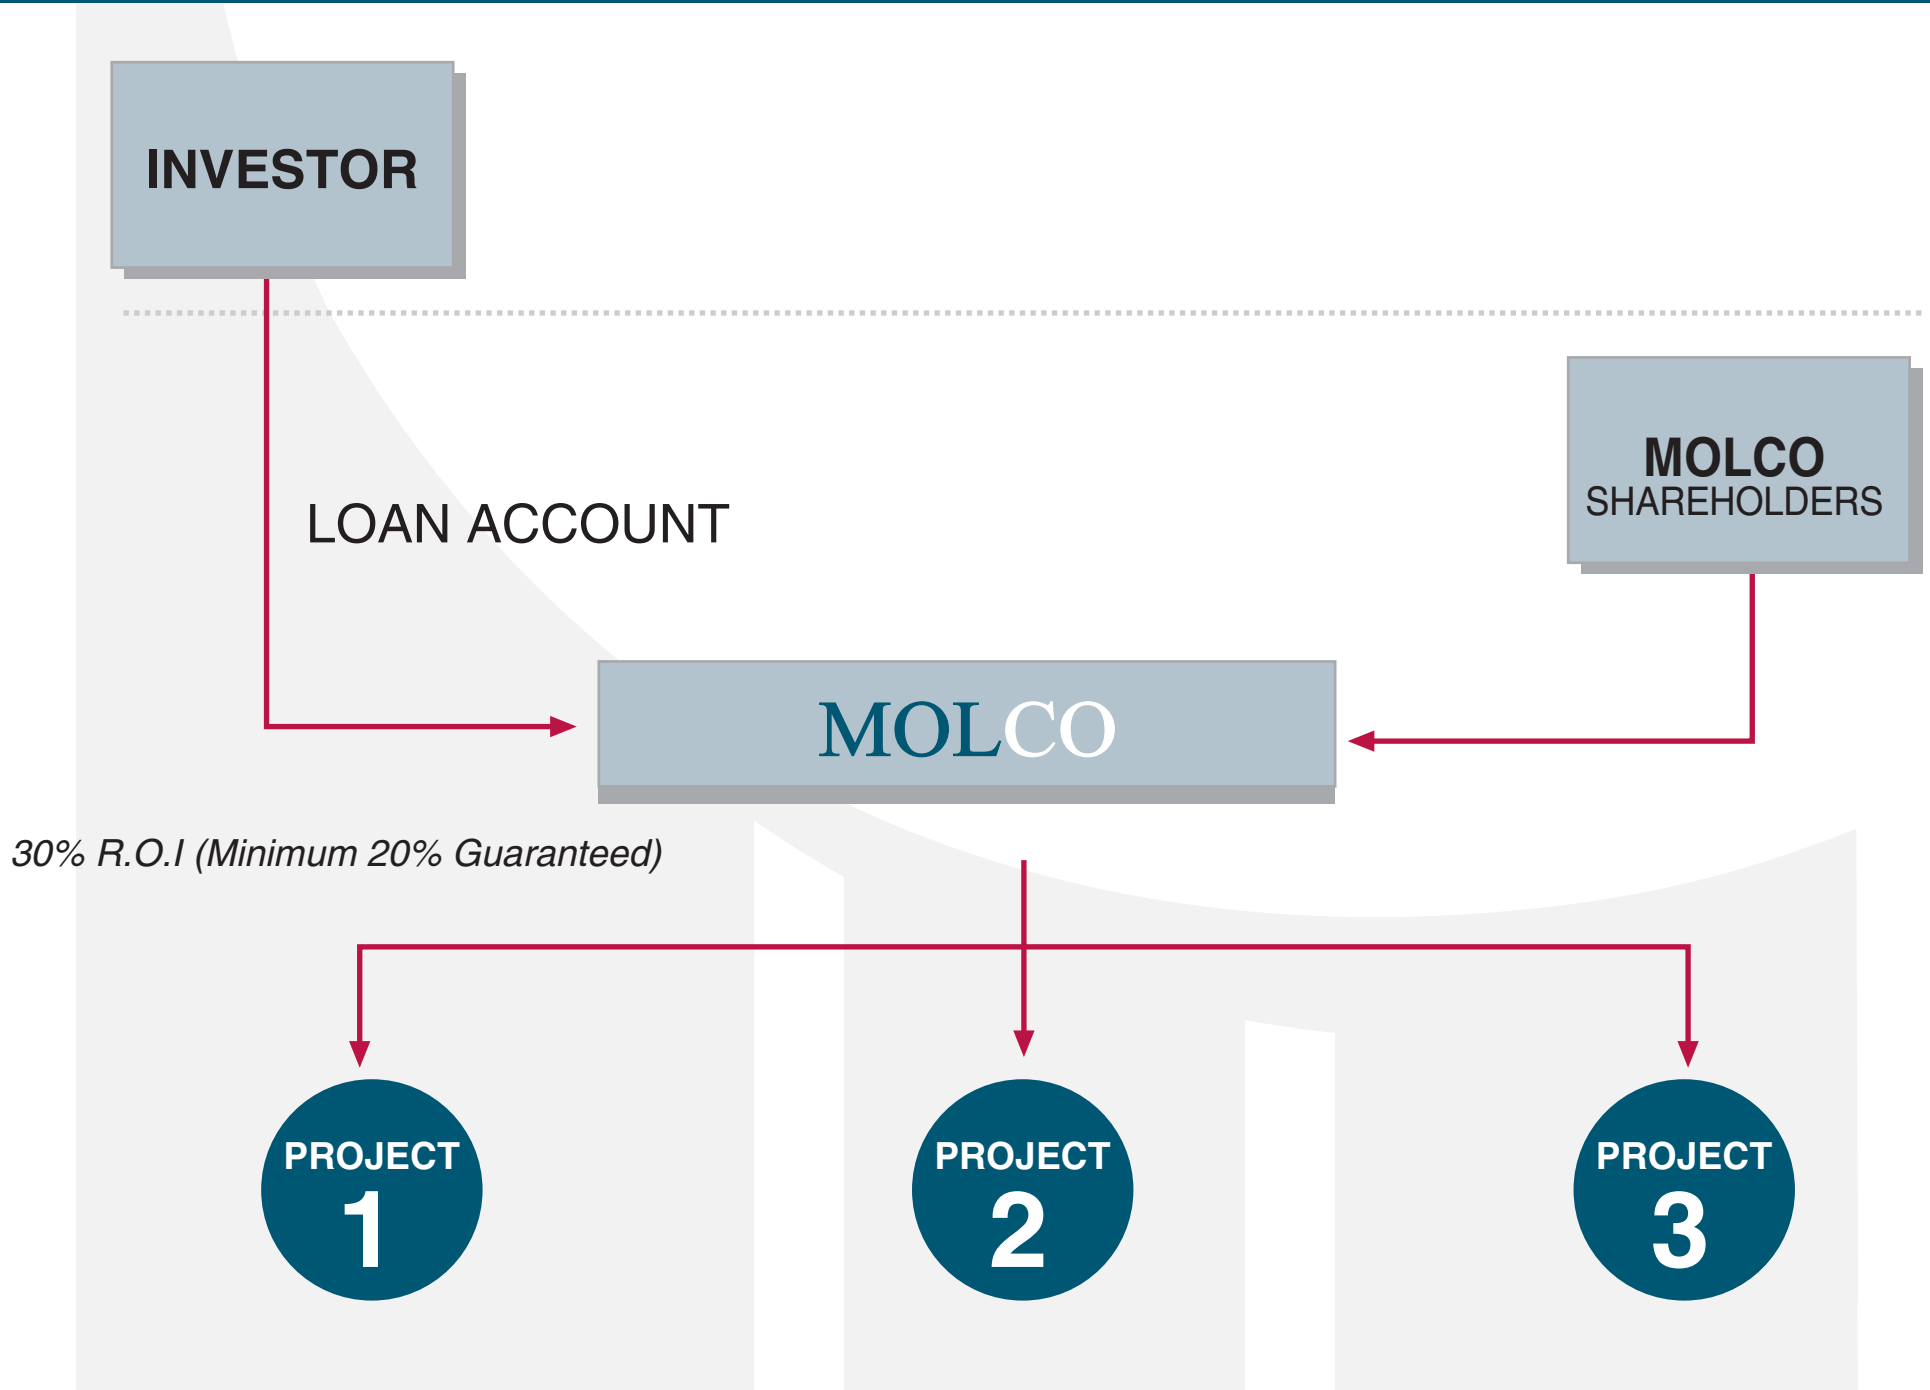 INVESTOR
MOLCO
SHAREHOLDERS
LOAN ACCOUNT
MOLCO
30% R.O.I (Minimum 20% Guaranteed)
PROJECT
1
PROJECT
2
PROJECT
3